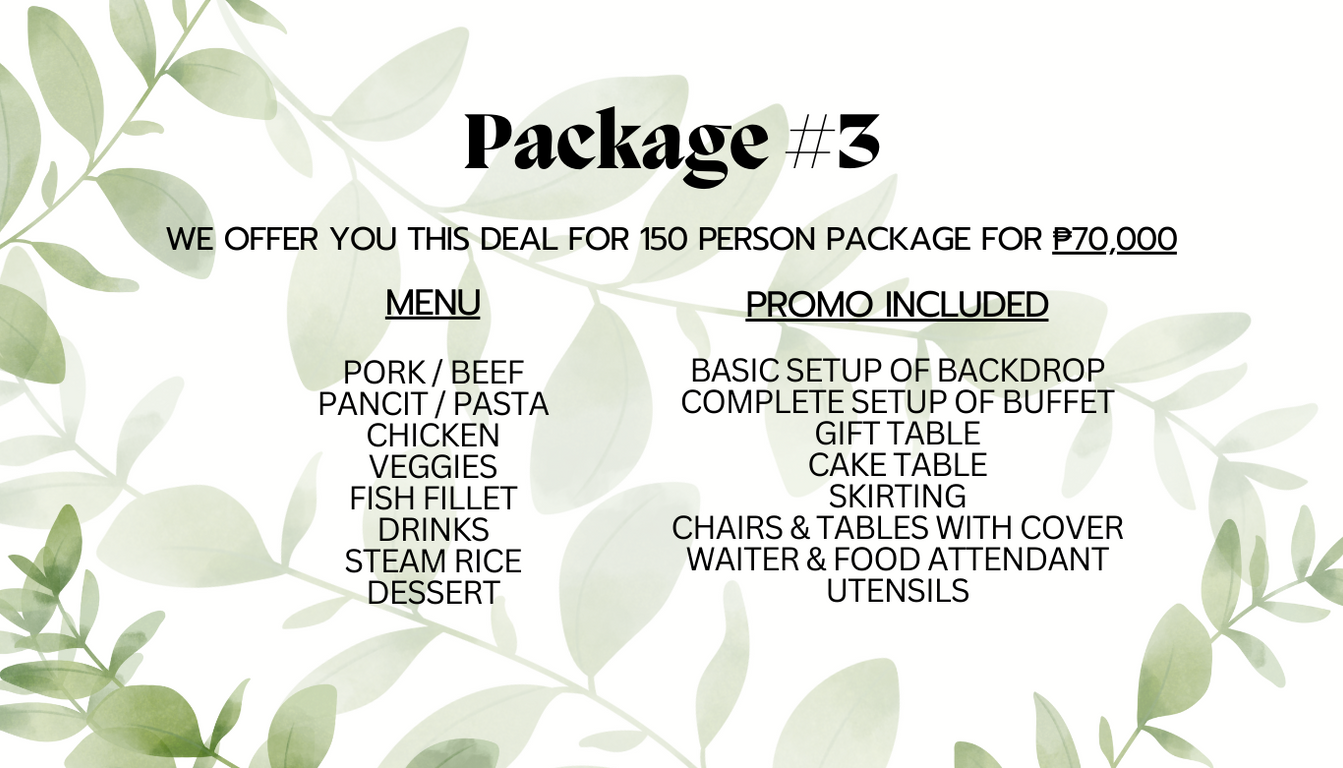 Package #3
WE OFFER YOU THIS DEAL FOR 150 PERSON PACKAGE FOR ₱70,000
MENU
PORK / BEEF
PANCIT / PASTA
CHICKEN
VEGGIES
FISH FILLET
DRINKS
STEAM RICE
DESSERT
PROMO INCLUDED
BASIC SETUP OF BACKDROP
COMPLETE SETUP OF BUFFET
GIFT TABLE
CAKE TABLE
SKIRTING
CHAIRS & TABLES WITH COVER
WAITER & FOOD ATTENDANT
UTENSILS